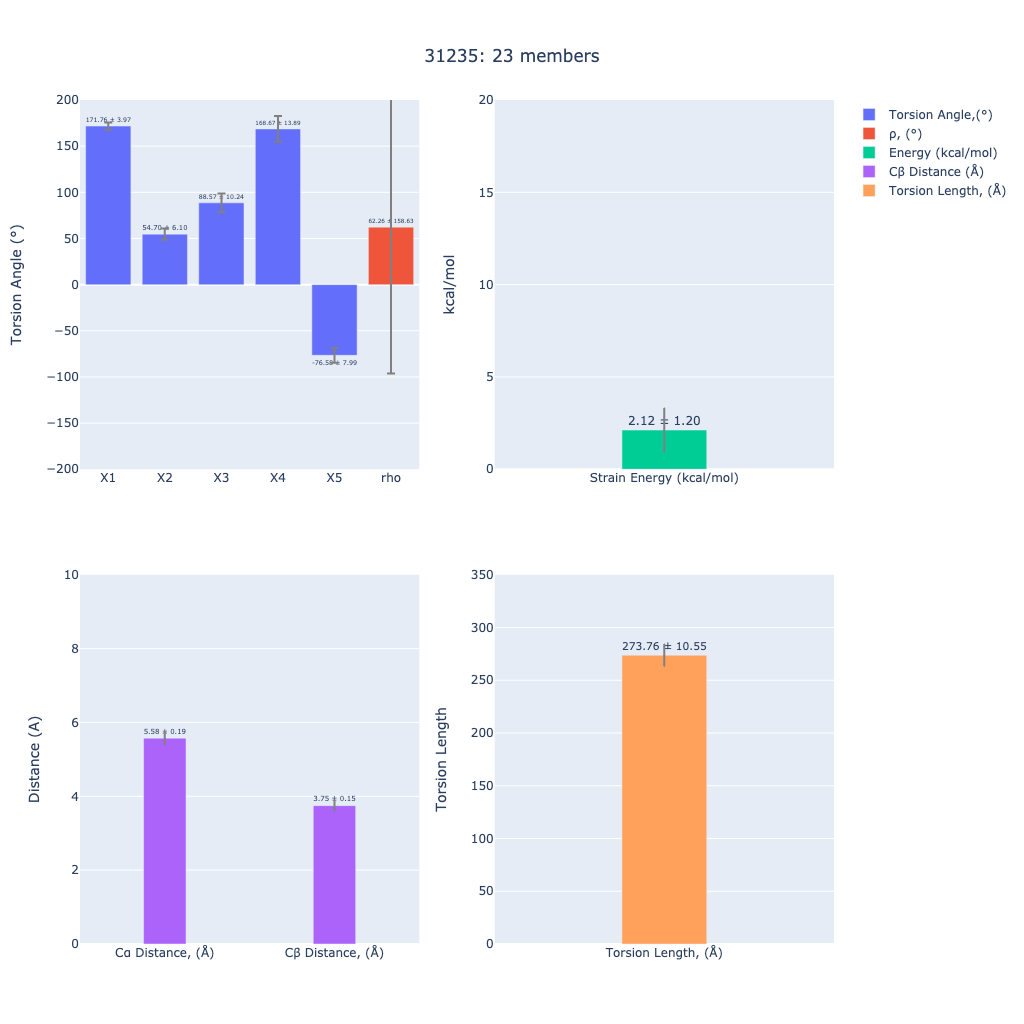 31235: 23 members
Torsion Angle (°)
200
150
100
50
0
−50
−100
−150
−200
171.76 ± 3.97
54.70 ± 6.10
88.57 ± 10.24
168.67 ± 13.89
-76.58 ± 7.99
62.26 ± 158.63
X1 X2 X3 X4 X5 rho
kcal/mol
20
15
10
5
0
2.12 ± 1.20
Strain Energy (kcal/mol)
Torsion Angle,(°)
ρ, (°)
Energy (kcal/mol)
Cβ Distance (Å)
Torsion Length, (Å)
Distance (A)
10
8
6
4
2
0
5.58 ± 0.19
3.75 ± 0.15
Cα Distance, (Å) Cβ Distance, (Å)
Torsion Length
350
300
250
200
150
100
50
0
273.76 ± 10.55
Torsion Length, (Å)